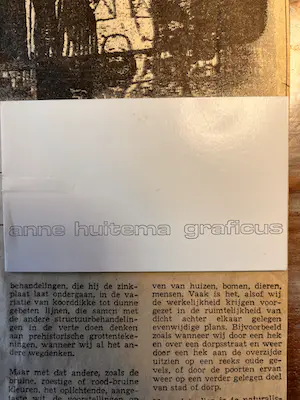 anne huitema graficus
behandelingen, die hij de zink-
plaat laat ondergaan, in de va-
riatie van koorddikte tot dunne
gebeten lijnen, die samen met
de andere structuurbehandelin-
gen in de verte doen denken
aan prehistorische grottenteke-
ningen, wanneer wij al het an-
dere wegdenken.
Maar met dat andere, zoals de
bruine, roestige of rood-bruine
kleuren, het oplichtende, aange-
ven van huizen, bomen, dieren,
mensen. Vaak is het, alsof wij
de werkelijkheid krijgen voor-
gezet in de ruimtelijkheid van
dicht achter elkaar gelegen
evenwijdige plans. Bijvoorbeeld
zoals wanneer wij door een hek
en over een dorpsstraat en weer
door een hek aan de overzijde
uitzien op een reeks oude ge-
vels, of door de poorten ervan
weer op een verder gelegen deel
van stad of dorp.